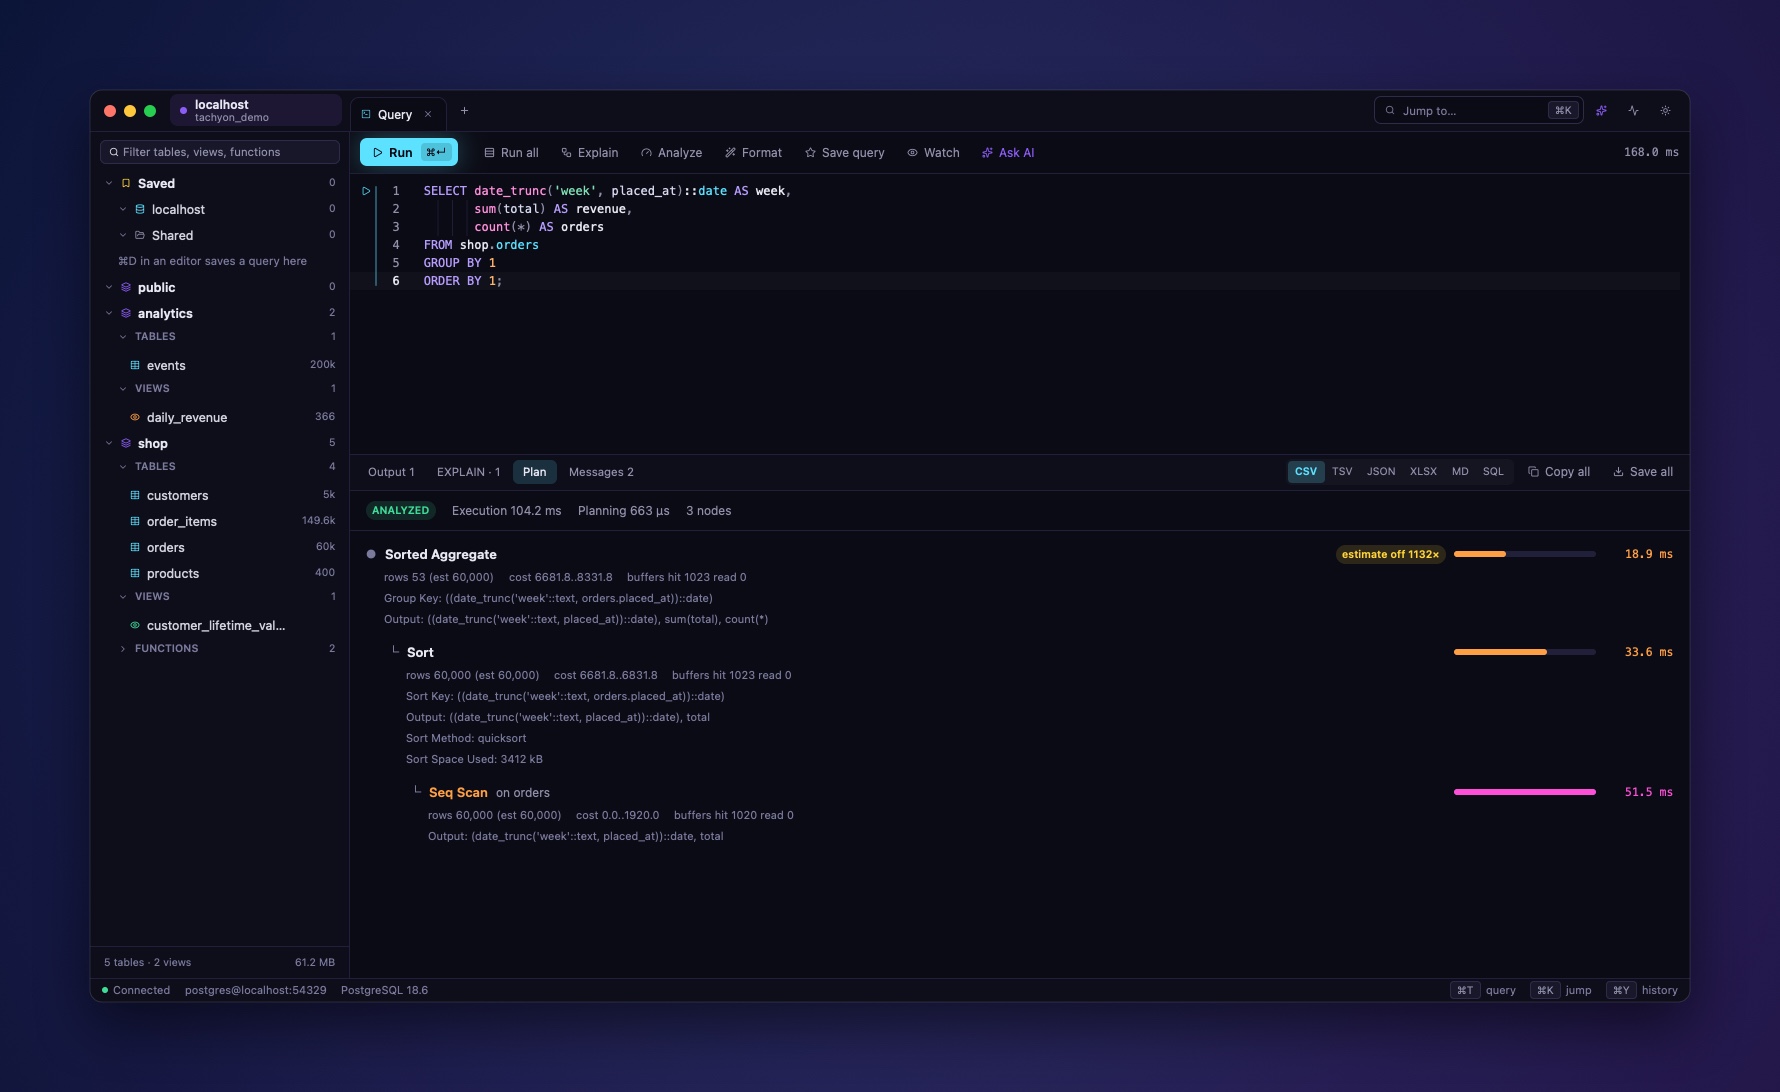 localhost
tachyon_demo
Query
Jump to...
⌘K
Filter tables, views, functions
Run ⌘↵
Run all
Explain
Analyze
Format
Save query
Watch
Ask AI
168.0 ms
Saved 0
localhost 0
Shared 0
⌘D in an editor saves a query here
public 0
analytics 2
TABLES 1
events 200k
VIEWS 1
daily_revenue 366
shop 5
TABLES 4
customers 5k
order_items 149.6k
orders 60k
products 400
VIEWS 1
customer_lifetime_val...
FUNCTIONS 2
5 tables · 2 views 61.2 MB
1 SELECT date_trunc('week', placed_at)::date AS week,
2 sum(total) AS revenue,
3 count(*) AS orders
4 FROM shop.orders
5 GROUP BY 1
6 ORDER BY 1;
Output 1 EXPLAIN · 1 Plan Messages 2 CSV TSV JSON XLSX MD SQL Copy all Save all
ANALYZED Execution 104.2 ms Planning 663 µs 3 nodes
Sorted Aggregate estimate off 1132× 18.9 ms
rows 53 (est 60,000) cost 6681.8..8331.8 buffers hit 1023 read 0
Group Key: ((date_trunc('week'::text, orders.placed_at))::date)
Output: ((date_trunc('week'::text, placed_at))::date), sum(total), count(*)
Sort 33.6 ms
rows 60,000 (est 60,000) cost 6681.8..6831.8 buffers hit 1023 read 0
Sort Key: ((date_trunc('week'::text, orders.placed_at))::date)
Output: ((date_trunc('week'::text, placed_at))::date), total
Sort Method: quicksort
Sort Space Used: 3412 kB
Seq Scan on orders 51.5 ms
rows 60,000 (est 60,000) cost 0.0..1920.0 buffers hit 1020 read 0
Output: (date_trunc('week'::text, placed_at))::date, total
Connected postgres@localhost:54329 PostgreSQL 18.6 ⌘T query ⌘K jump ⌘Y history